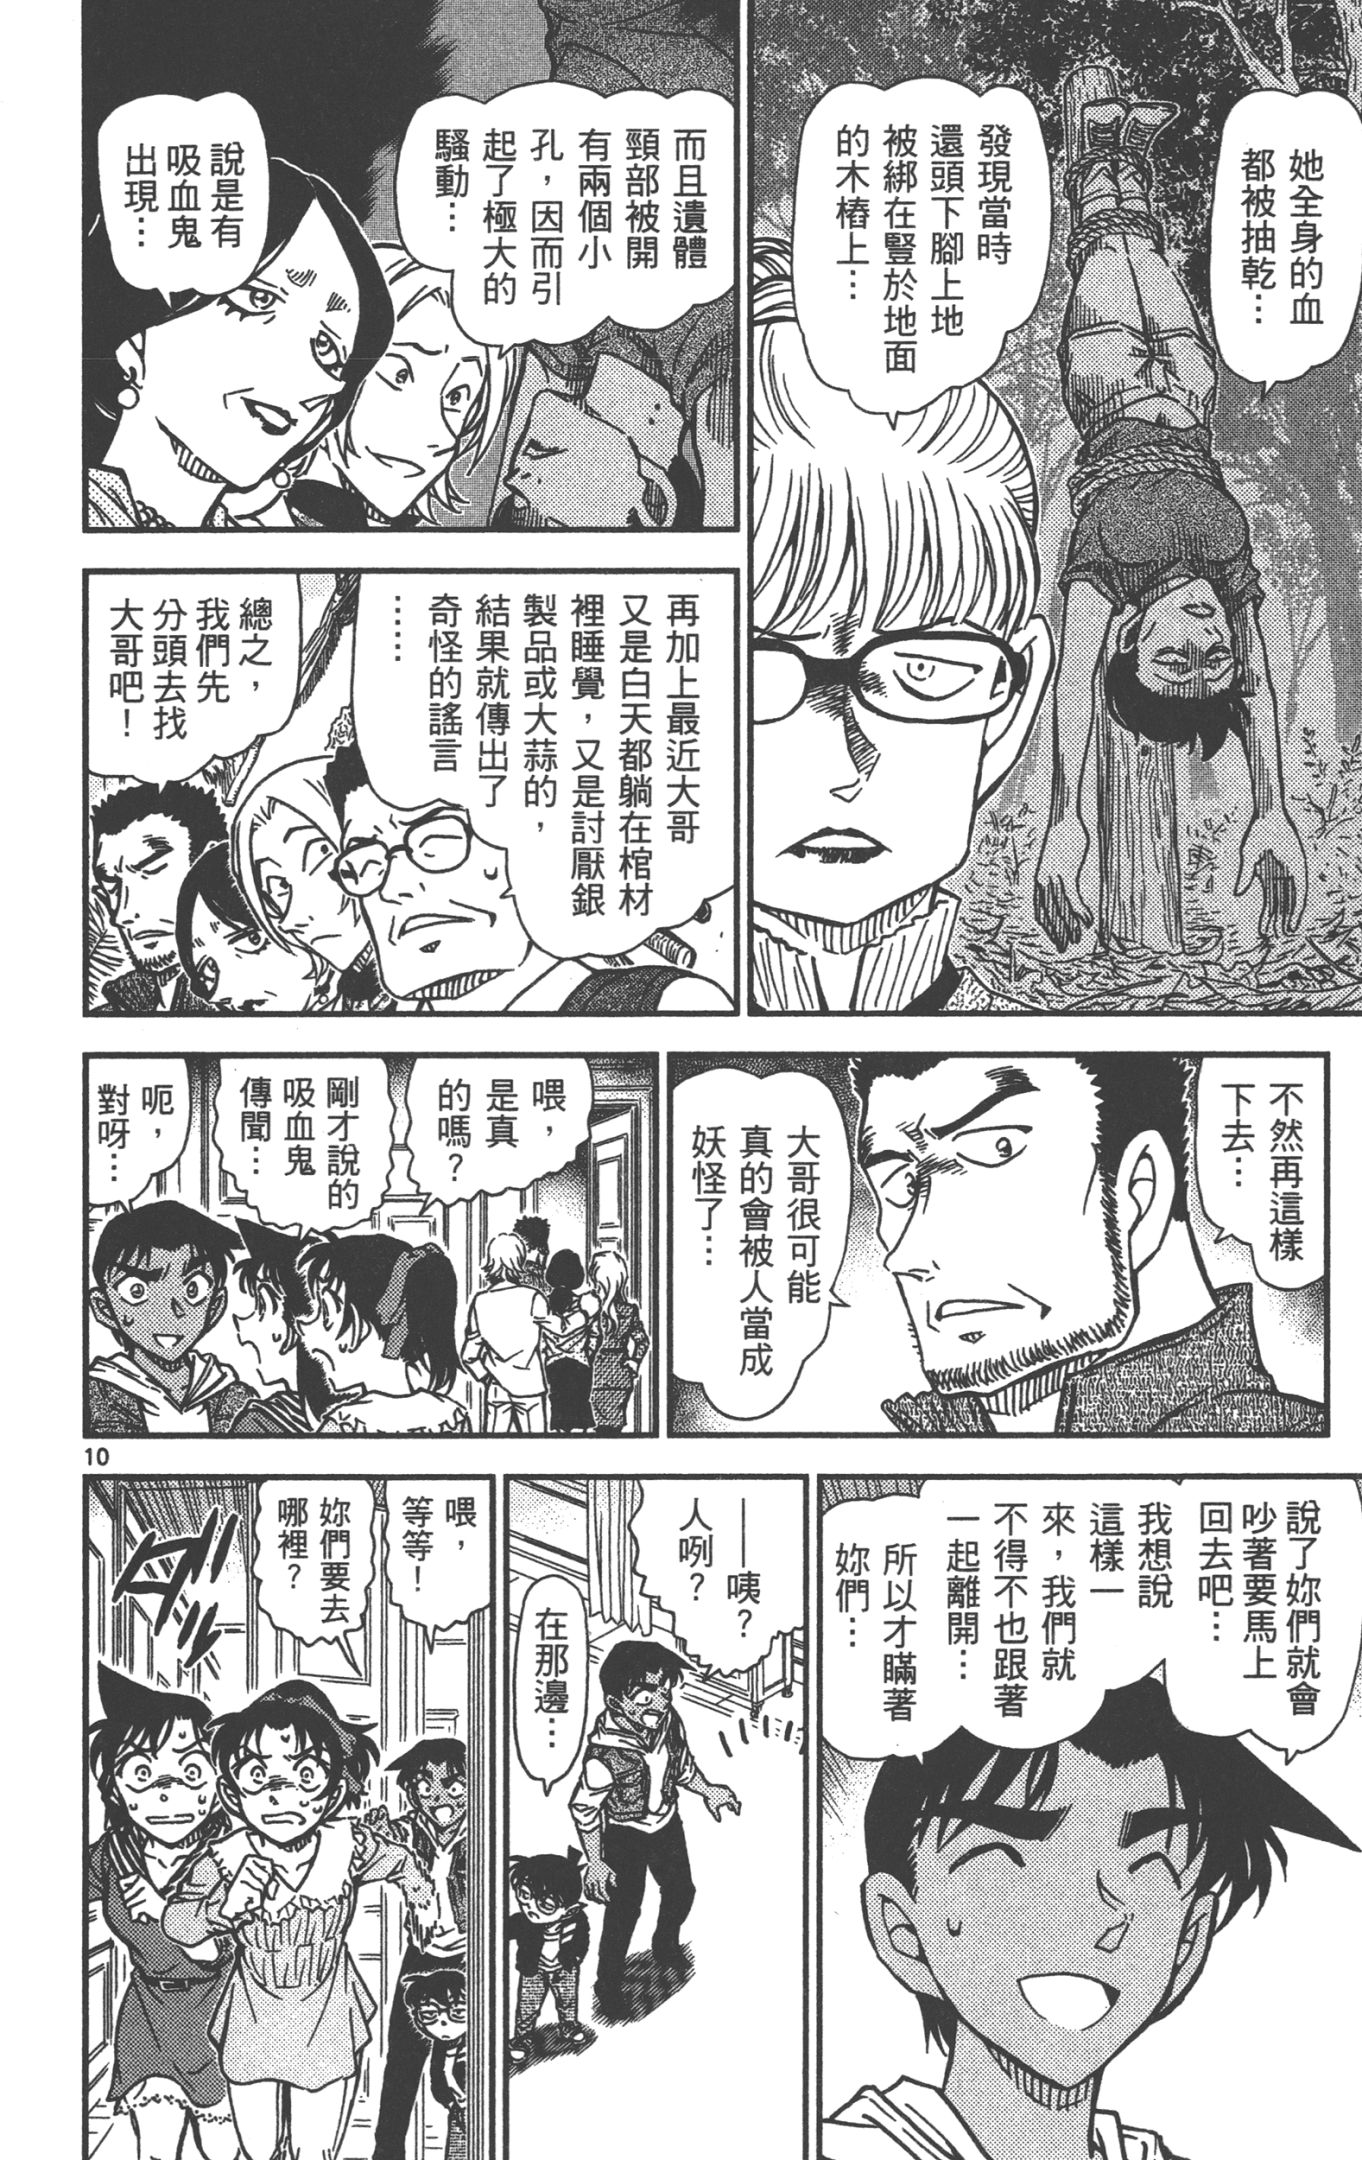 她全身的血
都被抽乾…
發現當時
還頭下腳上地
被綁在豎於地面
的木樁上…
而且遺體
頸部被開
有兩個小
孔，因而引
起了極大的
騷動…
說是有
吸血鬼
出現…
再加上最近大哥
又是白天都躺在棺材
裡睡覺，又是討厭銀
製品或大蒜的，
結果就傳出了
奇怪的謠言
……
總之，
我們先
分頭去找
大哥吧！
不然再這樣
下去…
大哥很可能
真的會被人當成
妖怪了…
喂，
是真
的嗎？
剛才說的
吸血鬼
傳聞…
呃，
對呀…
說了妳們就會
吵著要馬上
回去吧…
我想說
這樣一
來，我們就
不得不也跟著
一起離開…
所以才瞞著
妳們…
——咦？
人咧？
在那邊…
喂，
等等！
妳們要去
哪裡？
ダダダ
10